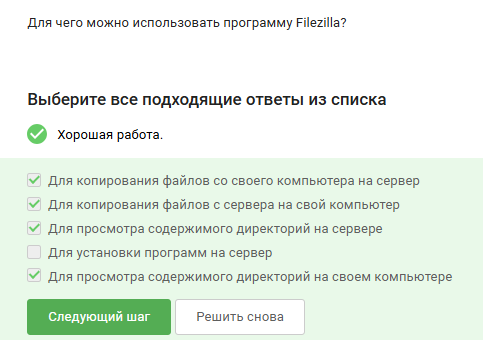 Для чего можно использовать программу Filezilla?
Выберите все подходящие ответы из списка
Хорошая работа.
Для копирования файлов со своего компьютера на сервер
Для копирования файлов с сервера на свой компьютер
Для просмотра содержимого директорий на сервере
Для установки программ на сервер
Для просмотра содержимого директорий на своем компьютере
Следующий шаг
Решить снова